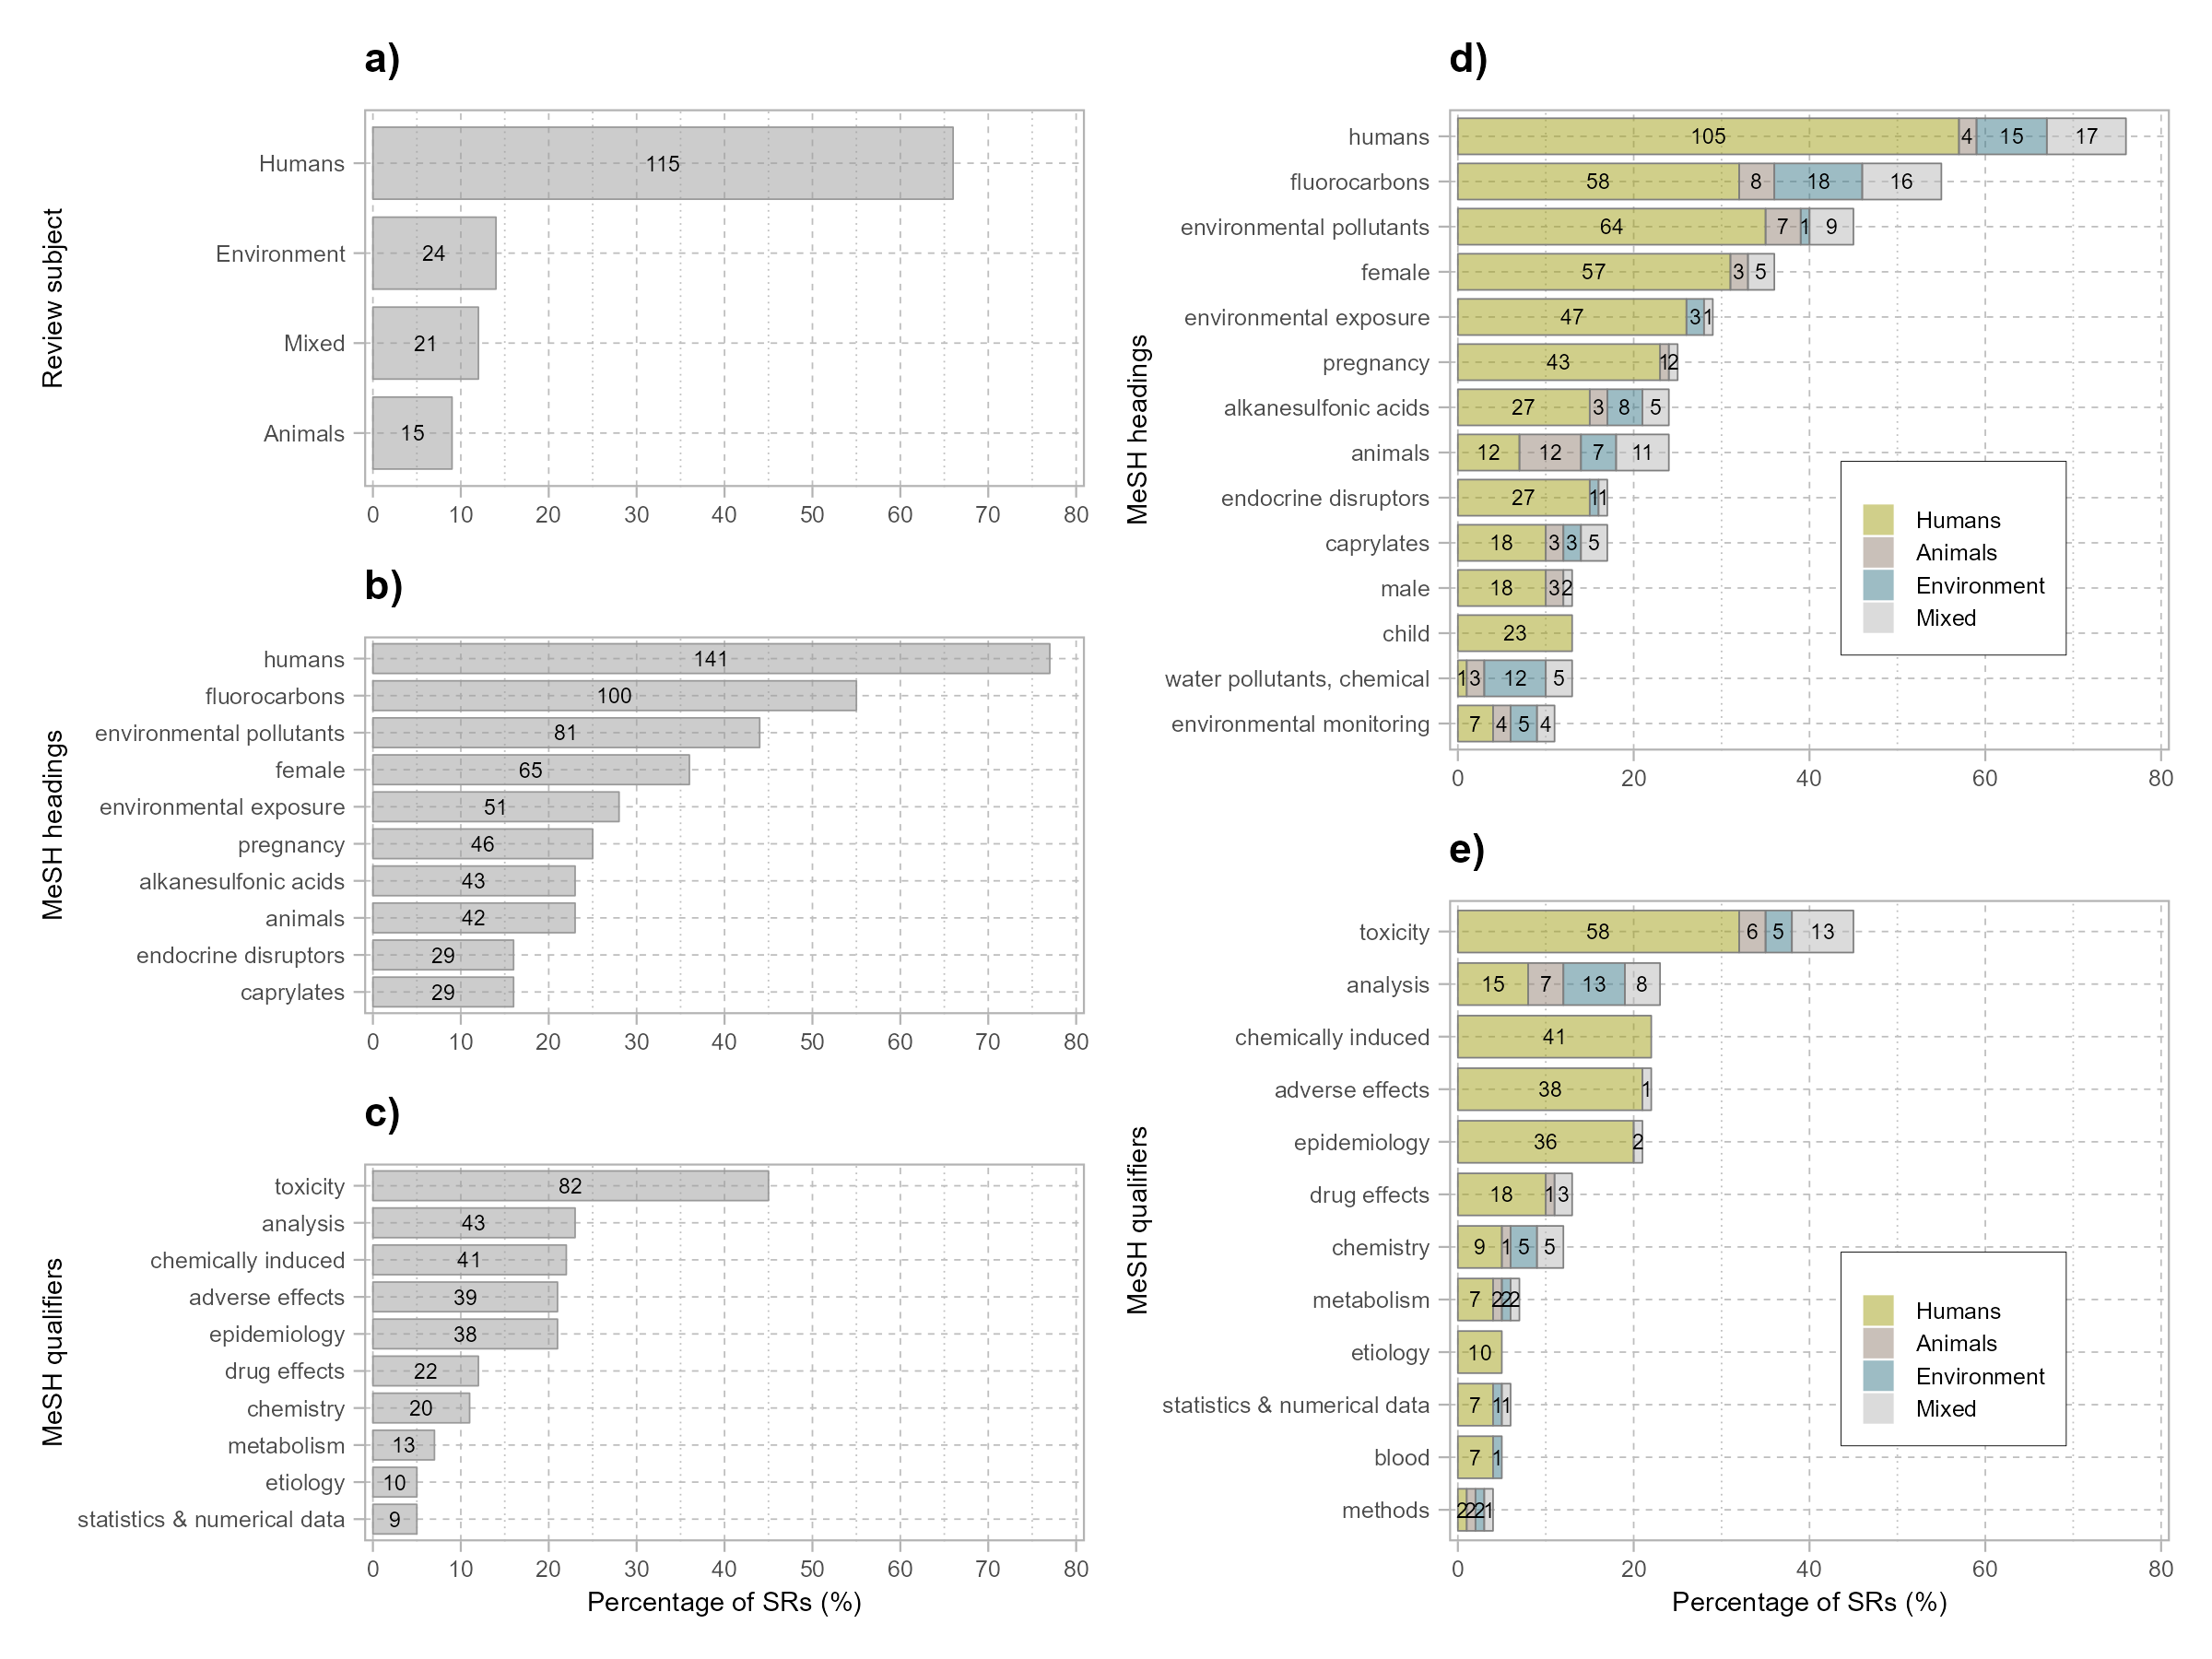 a)
Review subject
Humans 115
Environment 24
Mixed 21
Animals 15
0 10 20 30 40 50 60 70 80
b)
MeSH headings
humans 141
fluorocarbons 100
environmental pollutants 81
female 65
environmental exposure 51
pregnancy 46
alkanesulfonic acids 43
animals 42
endocrine disruptors 29
caprylates 29
0 10 20 30 40 50 60 70 80
c)
MeSH qualifiers
toxicity 82
analysis 43
chemically induced 41
adverse effects 39
epidemiology 38
drug effects 22
chemistry 20
metabolism 13
etiology 10
statistics & numerical data 9
0 10 20 30 40 50 60 70 80
Percentage of SRs (%)
d)
MeSH headings
humans 105 4 15 17
fluorocarbons 58 8 18 16
environmental pollutants 64 7 1 9
female 57 3 5
environmental exposure 47 3 1
pregnancy 43 1 2
alkanesulfonic acids 27 3 8 5
animals 12 12 7 11
endocrine disruptors 27 1 1
caprylates 18 3 3 5
male 18 3 2
child 23
water pollutants, chemical 1 3 12 5
environmental monitoring 7 4 5 4
Humans
Animals
Environment
Mixed
0 20 40 60 80
e)
MeSH qualifiers
toxicity 58 6 5 13
analysis 15 7 13 8
chemically induced 41
adverse effects 38 1
epidemiology 36 2
drug effects 18 1 3
chemistry 9 1 5 5
metabolism 7 2 2 2
etiology 10
statistics & numerical data 7 1 1
blood 7 1
methods 2 2 2 1
Humans
Animals
Environment
Mixed
0 20 40 60 80
Percentage of SRs (%)